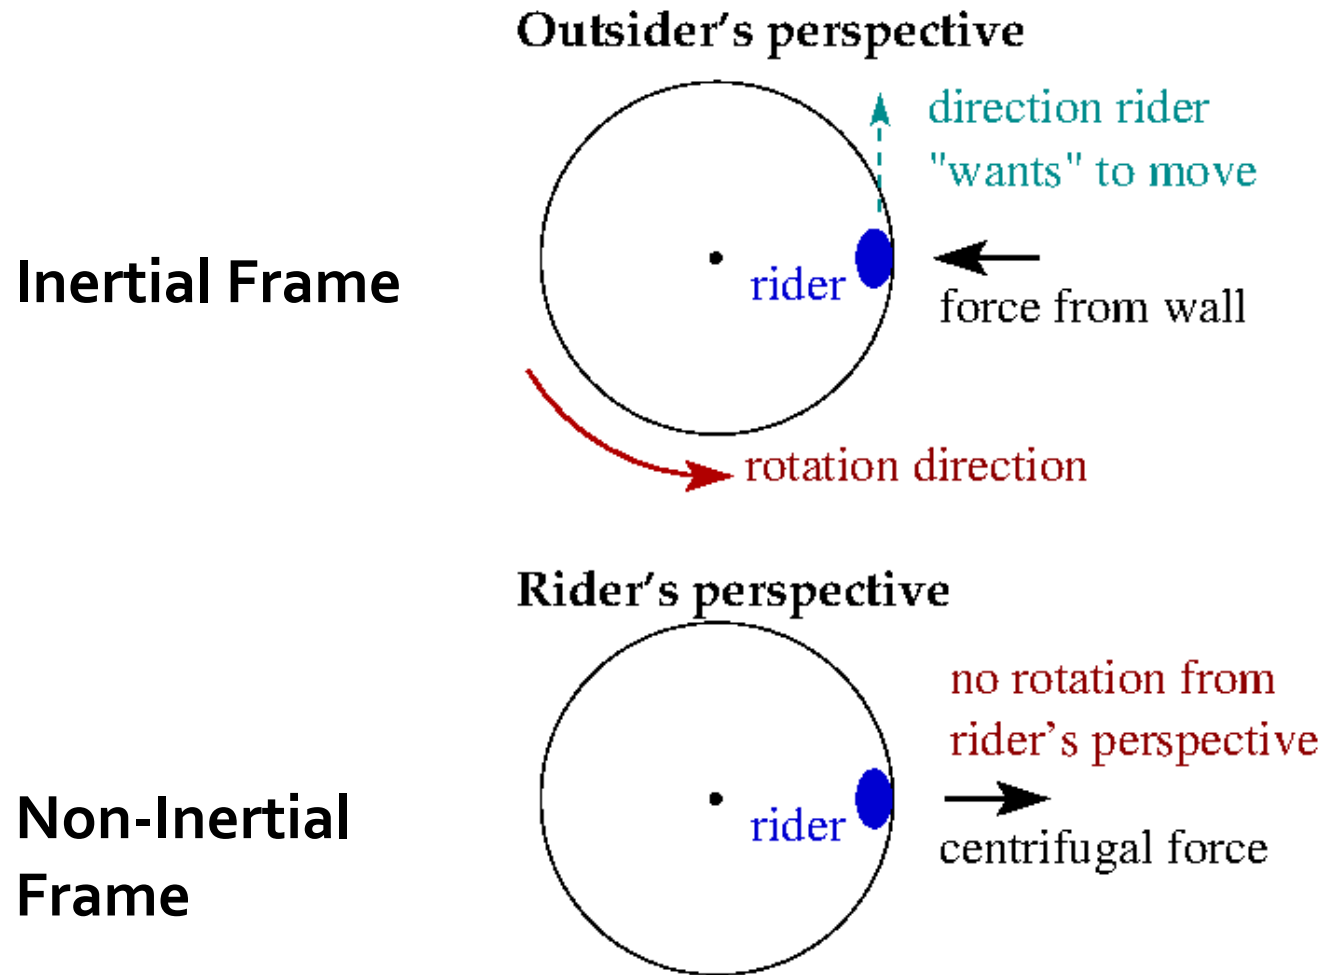 Outsider’s perspective
direction rider
"wants" to move
Inertial Frame
rider
force from wall
rotation direction
Rider’s perspective
no rotation from
rider’s perspective
Non-Inertial
Frame
rider
centrifugal force